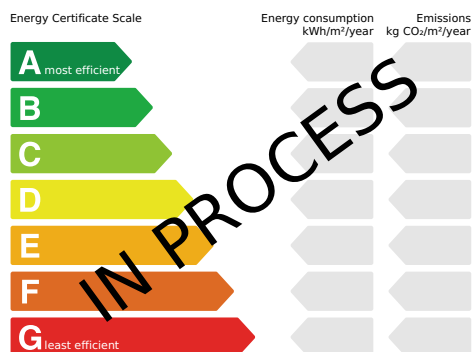 Energy Certificate Scale
Energy consumption
kWh/m²/year
Emissions
kg CO₂/m²/year
A most efficient
B
C
D
E
F
G least efficient
IN PROCESS